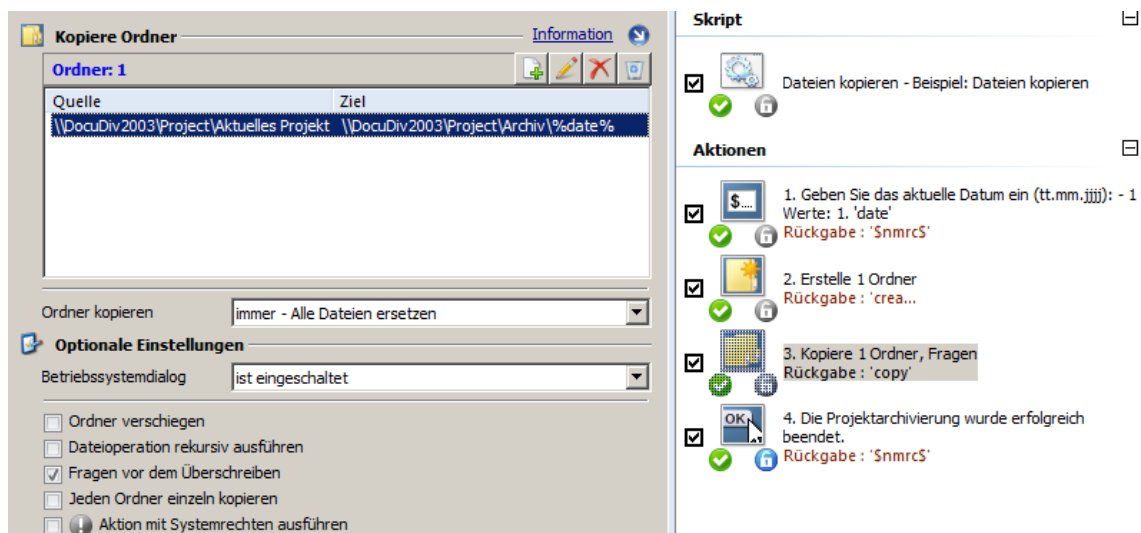 Kopiere Ordner
Information
Ordner: 1
Quelle Ziel
\\DocuDiv2003\Project\Aktuelles Projekt \\DocuDiv2003\Project\Archiv\%date%
Ordner kopieren immer - Alle Dateien ersetzen
Optionale Einstellungen
Betriebssystemdialog ist eingeschaltet
Ordner verschiegen
Dateioperation rekursiv ausführen
Fragen vor dem Überschreiben
Jeden Ordner einzeln kopieren
Aktion mit Systemrechten ausführen
Skript
Dateien kopieren - Beispiel: Dateien kopieren
Aktionen
$...
1. Geben Sie das aktuelle Datum ein (tt.mm.jjjj): - 1
Werte: 1. 'date'
Rückgabe : '$nmrc$'
2. Erstelle 1 Ordner
Rückgabe : 'crea...
3. Kopiere 1 Ordner, Fragen
Rückgabe : 'copy'
OK
4. Die Projektarchivierung wurde erfolgreich
beendet.
Rückgabe : '$nmrc$'